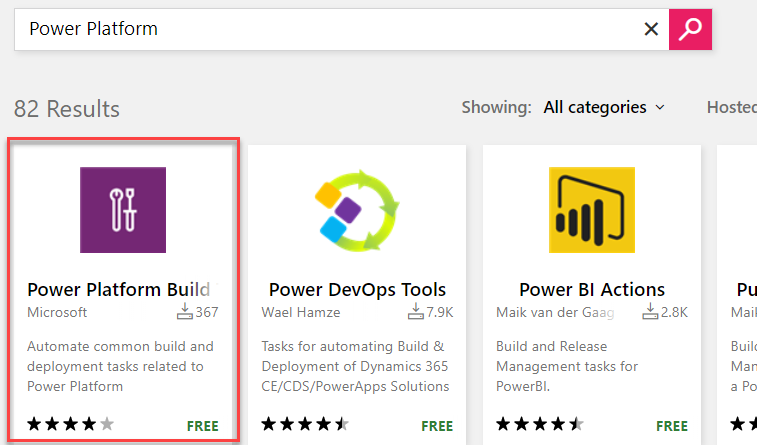 Power Platform
82 Results
Showing: All categories
Hosted
Power Platform Build
Microsoft 367
Automate common build and
deployment tasks related to
Power Platform
FREE
Power DevOps Tools
Wael Hamze 7.9K
Tasks for automating Build &
Deployment of Dynamics 365
CE/CDS/PowerApps Solutions
FREE
Power BI Actions
Maik van der Gaag 2.8K
Build and Release
Management tasks for
PowerBI.
FREE
Pu
Maik
Build
Man
a Po